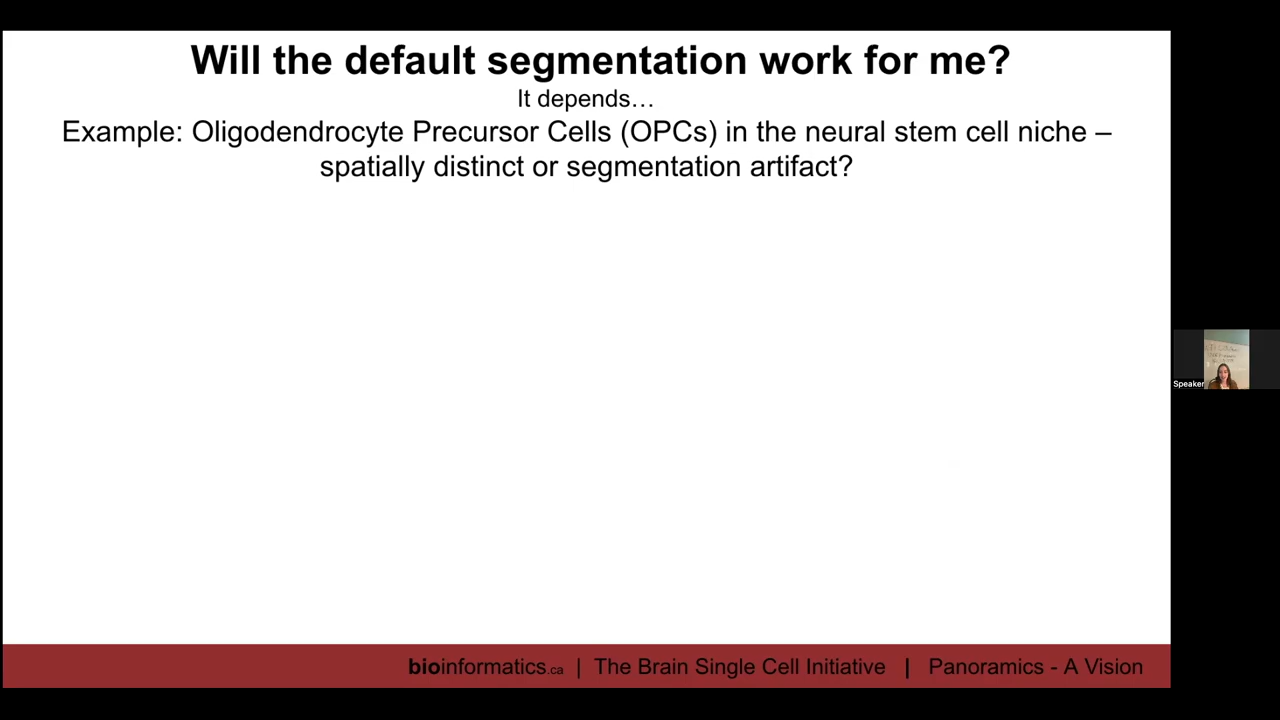 Will the default segmentation work for me?
It depends…
Example: Oligodendrocyte Precursor Cells (OPCs) in the neural stem cell niche –
spatially distinct or segmentation artifact?
Speaker
bioinformatics.ca | The Brain Single Cell Initiative | Panoramics - A Vision